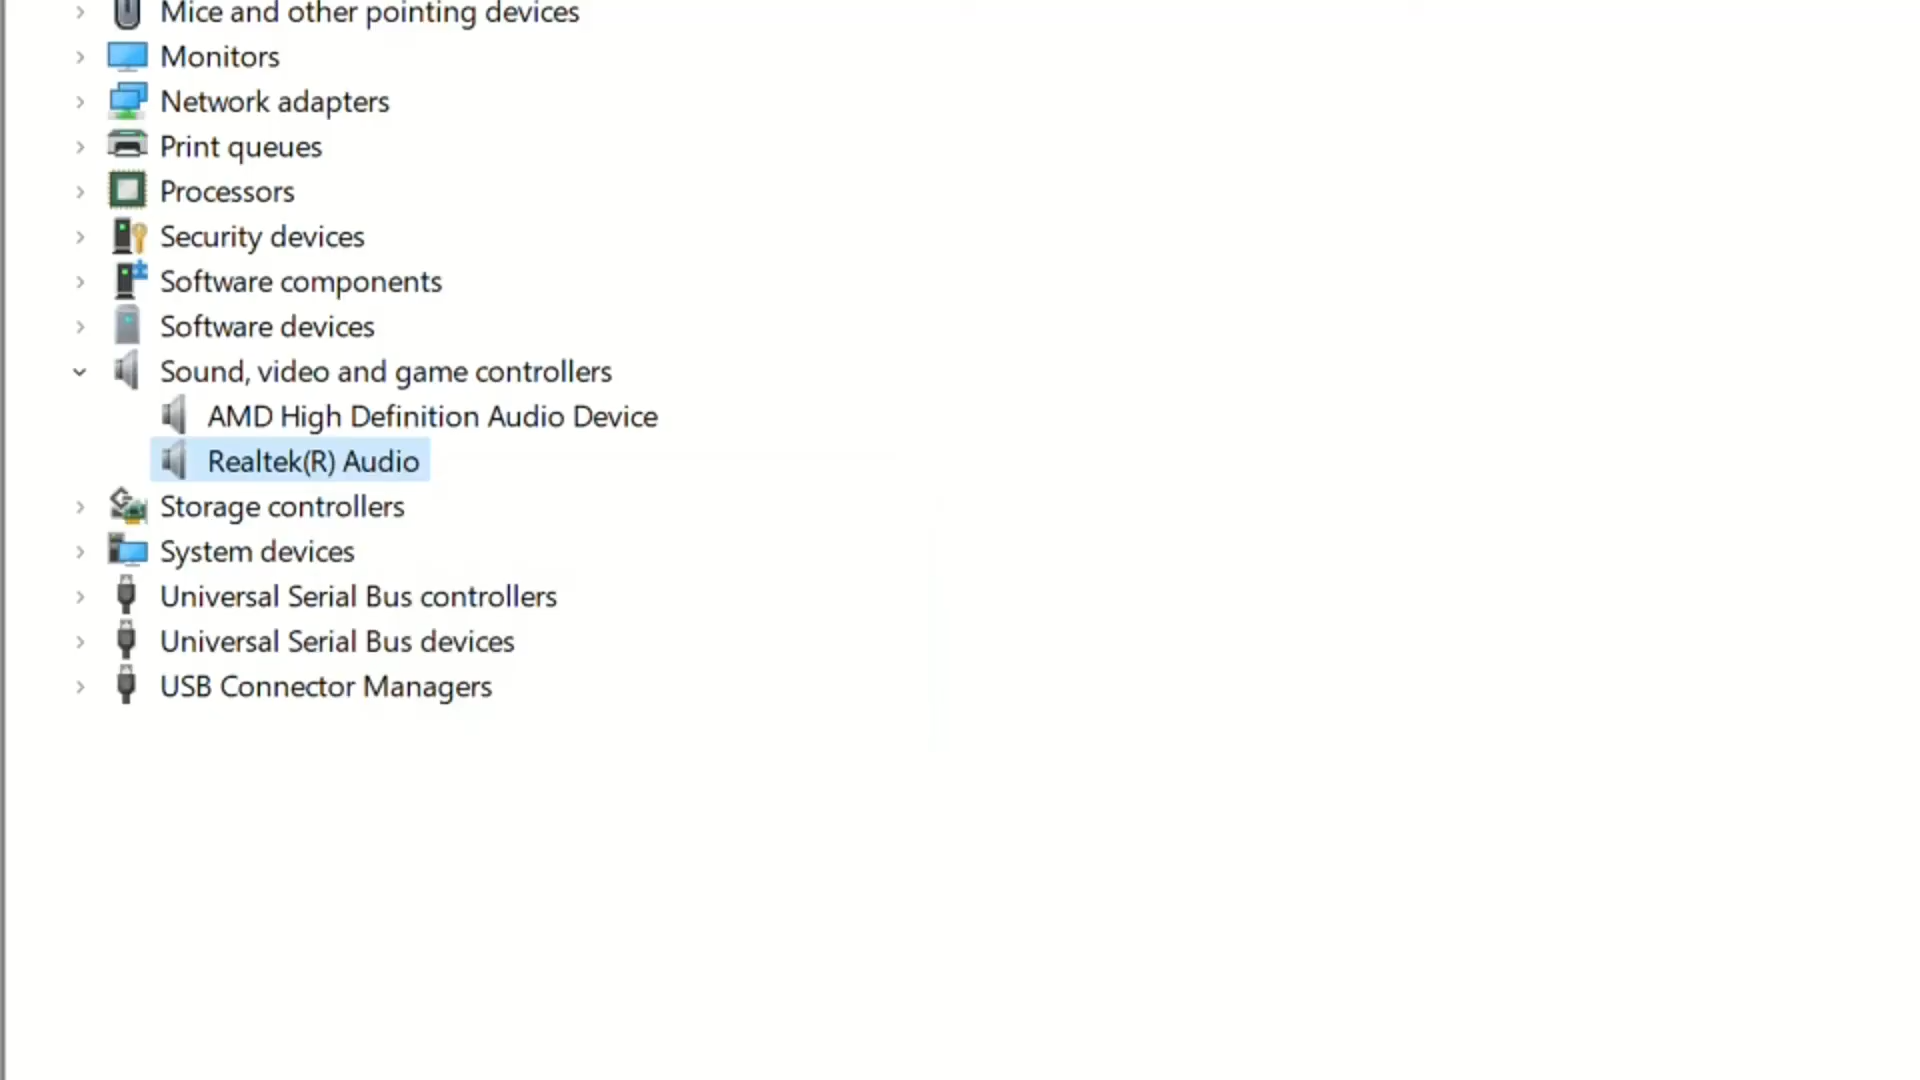 Mice and other pointing devices
Monitors
Network adapters
Print queues
Processors
Security devices
Software components
Software devices
Sound, video and game controllers
AMD High Definition Audio Device
Realtek(R) Audio
Storage controllers
System devices
Universal Serial Bus controllers
Universal Serial Bus devices
USB Connector Managers